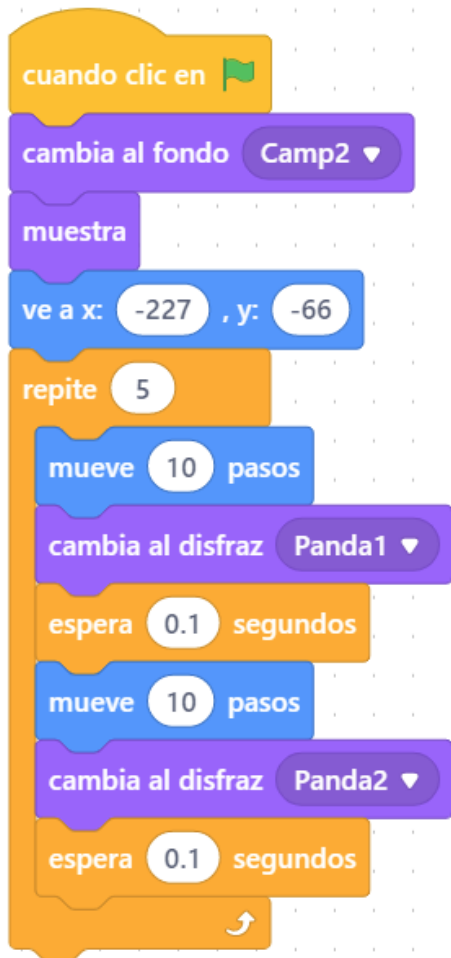 cuando clic en
cambia al fondo Camp2
muestra
ve a x: -227 , y: -66
repite 5
mueve 10 pasos
cambia al disfraz Panda1
espera 0.1 segundos
mueve 10 pasos
cambia al disfraz Panda2
espera 0.1 segundos